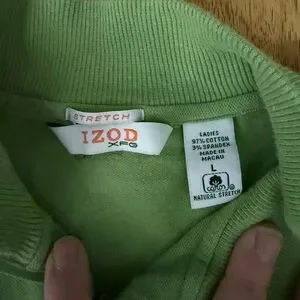 STRETCH
IZOD
XFG
LADIES
97% COTTON
3% SPANDEX
MADE IN
MACAU
L
NATURAL STRETCH